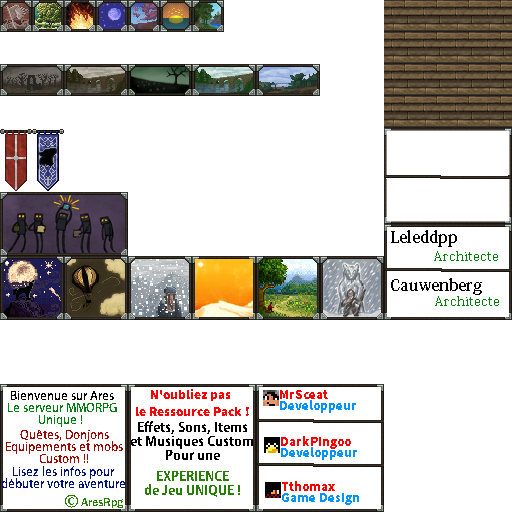 Leleddpp
Architecte
Cauwenberg
Architecte
Bienvenue sur Ares
Le serveur MMORPG
Unique !
Quêtes, Donjons
Equipements et mobs
Custom !!
Lisez les infos pour
débuter votre aventure
© AresRpg
N'oubliez pas
le Ressource Pack !
Effets, Sons, Items
et Musiques Custom
Pour une
EXPERIENCE
de Jeu UNIQUE !
MrSceat
Developpeur
DarkPingoo
Developpeur
Tthomax
Game Design